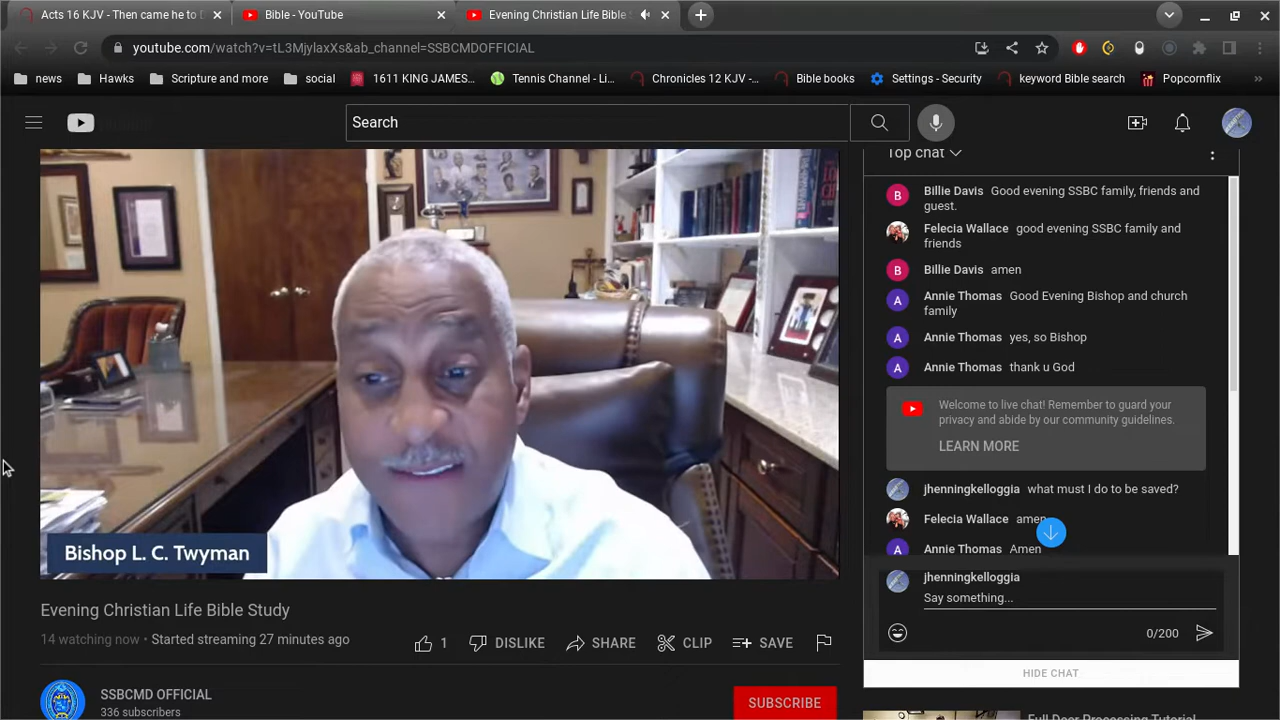 Acts 16 KJV - Then came he to D
Bible - YouTube
Evening Christian Life Bible S
youtube.com/watch?v=tL3MjylaxXs&ab_channel=SSBCMDOFFICIAL
news
Hawks
Scripture and more
social
1611 KING JAMES...
Tennis Channel - Li...
Chronicles 12 KJV -...
Bible books
Settings - Security
keyword Bible search
Popcornflix
»
Search
Top chat
Billie Davis Good evening SSBC family, friends and
guest.
Felecia Wallace good evening SSBC family and
friends
B Billie Davis amen
A Annie Thomas Good Evening Bishop and church
family
A Annie Thomas yes, so Bishop
A Annie Thomas thank u God
Welcome to live chat! Remember to guard your
privacy and abide by our community guidelines.
LEARN MORE
jhenningkelloggia what must I do to be saved?
Felecia Wallace amen
A Annie Thomas Amen
jhenningkelloggia
Say something...
0/200
HIDE CHAT
Bishop L. C. Twyman
Evening Christian Life Bible Study
14 watching now • Started streaming 27 minutes ago
1 DISLIKE SHARE CLIP SAVE
SSBCMD OFFICIAL
336 subscribers
SUBSCRIBE
Full Door Processing Tutorial